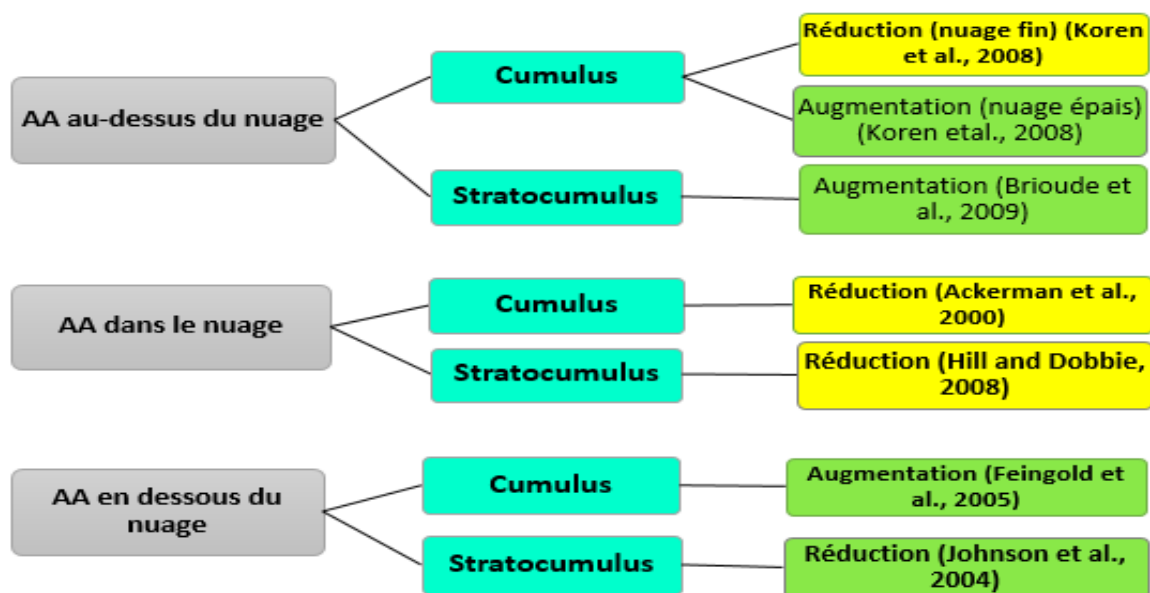 AA au-dessus du nuage
Cumulus
Réduction (nuage fin) (Koren
et al., 2008)
Augmentation (nuage épais)
(Koren etal., 2008)
Stratocumulus
Augmentation (Brioude et
al., 2009)
AA dans le nuage
Cumulus
Réduction (Ackerman et al.,
2000)
Stratocumulus
Réduction (Hill and Dobbie,
2008)
AA en dessous du
nuage
Cumulus
Augmentation (Feingold et
al., 2005)
Stratocumulus
Réduction (Johnson et al.,
2004)